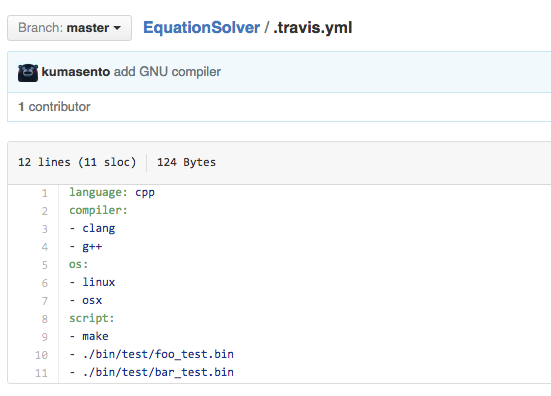 Branch: master EquationSolver / .travis.yml
kumasento add GNU compiler
1 contributor
12 lines (11 sloc) 124 Bytes
1 language: cpp
2 compiler:
3 - clang
4 - g++
5 os:
6 - linux
7 - osx
8 script:
9 - make
10 - ./bin/test/foo_test.bin
11 - ./bin/test/bar_test.bin